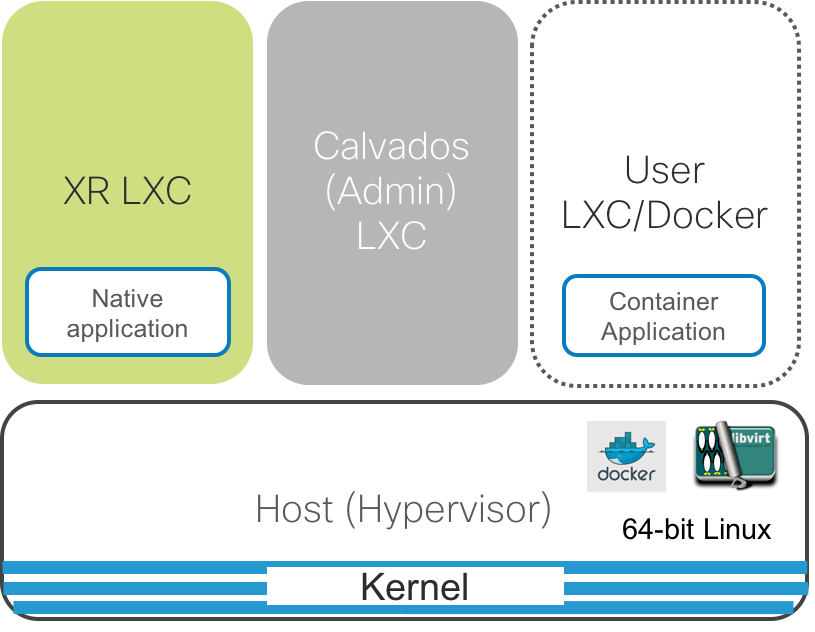 XR LXC
Native
application
Calvados
(Admin)
LXC
User
LXC/Docker
Container
Application
docker
libvirt
Host (Hypervisor)
64-bit Linux
Kernel